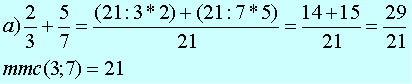 a) 2/3 + 5/7 = (21:3*2)+(21:7*5)/21 = 14+15/21 = 29/21
mmc(3;7) = 21